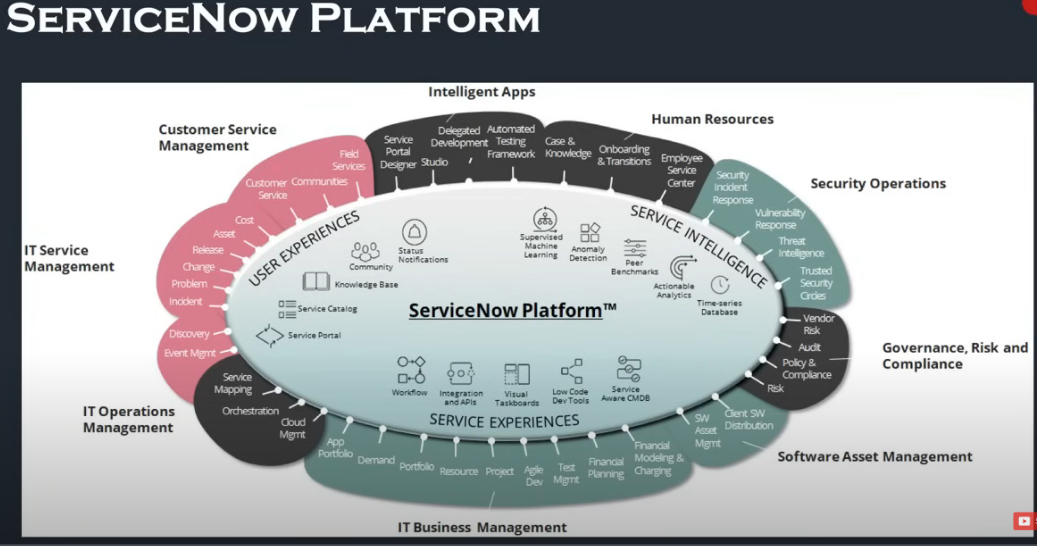 SERVICENOW PLATFORM
Intelligent Apps
Customer Service
Management
Human Resources
Security Operations
IT Service
Management
Governance, Risk and
Compliance
IT Operations
Management
Software Asset Management
IT Business Management
Service
Portal
Designer
Studio
Delegated
Development
Automated
Testing
Framework
Case &
Knowledge
Onboarding
& Transitions
Employee
Service
Center
Security
Incident
Response
Vulnerability
Response
Threat
Intelligence
Trusted
Security
Circles
Vendor
Risk
Audit
Policy &
Compliance
Risk
Client SW
Distribution
SW
Asset
Mgmt
Financial
Modeling &
Charging
Financial
Planning
Test
Mgmt
Agile
Dev
Project
Resource
Portfolio
Demand
App
Portfolio
Cloud
Mgmt
Orchestration
Service
Mapping
Event Mgmt
Discovery
Incident
Problem
Change
Release
Asset
Cost
Customer
Service
Communities
Field
Services
USER EXPERIENCES
Status
Notifications
Community
Knowledge Base
Service Catalog
Service Portal
SERVICE INTELLIGENCE
Supervised
Machine
Learning
Anomaly
Detection
Peer
Benchmarks
Actionable
Analytics
Time-series
Database
ServiceNow Platform™
Workflow
Integration
and APIs
Visual
Taskboards
Low Code
Dev Tools
Service
Aware CMDB
SERVICE EXPERIENCES